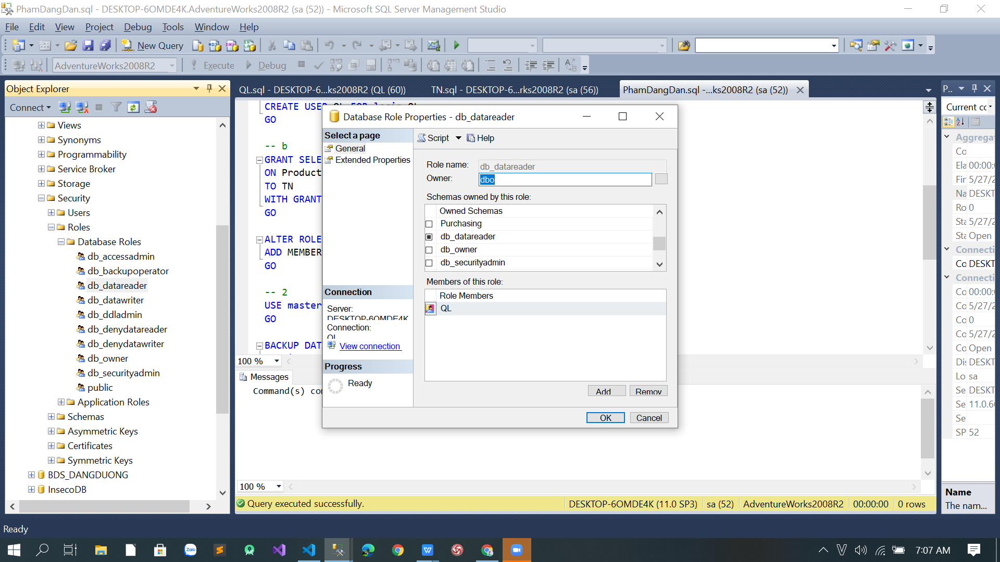 PhamDangDan.sql - DESKTOP-6OMDE4K.AdventureWorks2008R2 (sa (52)) - Microsoft SQL Server Management Studio
File Edit View Project Debug Tools Window Help
New Query
AdventureWorks2008R2 Execute Debug
Object Explorer
Connect
Views
Synonyms
Programmability
Service Broker
Storage
Security
Users
Roles
Database Roles
db_accessadmin
db_backupoperator
db_datareader
db_datawriter
db_ddladmin
db_denydatareader
db_denydatawriter
db_owner
db_securityadmin
public
Application Roles
Schemas
Asymmetric Keys
Certificates
Symmetric Keys
BDS_DANGDUONG
InsecoDB
QL.sql - DESKTOP-6...ks2008R2 (QL (60))
TN.sql - DESKTOP-6...rks2008R2 (sa (56))
PhamDangDan.sql -...ks2008R2 (sa (52))
CREATE USER
GO
-- b
GRANT SELE
ON Product
TO TN
WITH GRANT
GO
ALTER ROLE
ADD MEMBER
GO
-- 2
USE master
GO
BACKUP DAT
100 %
Messages
Command(s) com
100 %
Query executed successfully.
DESKTOP-6OMDE4K (11.0 SP3) sa (52) AdventureWorks2008R2 00:00:00 0 rows
Database Role Properties - db_datareader
Select a page
General
Extended Properties
Connection
Server:
DESKTOP-6OMDE4K
Connection:
QL
View connection
Progress
Ready
Script Help
Role name: db_datareader
Owner: dbo
Schemas owned by this role:
Owned Schemas
Purchasing
db_datareader
db_owner
db_securityadmin
Members of this role:
Role Members
QL
Add Remov
OK Cancel
P..
Current cc
Aggrega
Co
Ela 00:00:
Fir 5/27/2
Na DESKT
Ro 0
Sta 5/27/2
Sta Open
Connecti
Co DESKT
Connecti
Co 00:00:
Co 5/27/2
Co 0
Co 5/27/2
Co Open
Dis DESKT
Lo sa
Se DESKT
Se 11.0.6
Se
SP 52
Name
The nam...
Ready
Zalo
7:07 AM